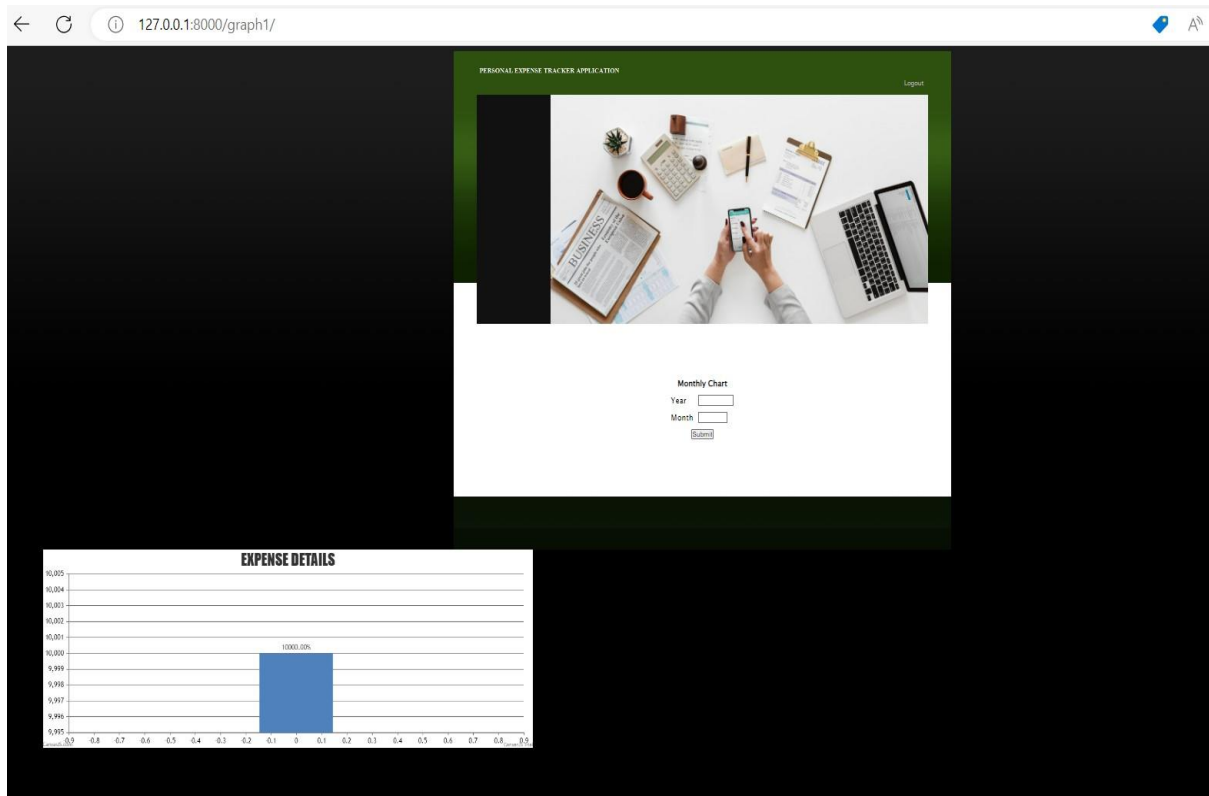 127.0.0.1:8000/graph1/
PERSONAL EXPENSE TRACKER APPLICATION
Logout
BUSINESS
Monthly Chart
Year
Month
Submit
EXPENSE DETAILS
10,005
10,004
10,003
10,002
10,001
10,000
9,999
9,998
9,997
9,996
9,995
10000.00%
-0.9 -0.8 -0.7 -0.6 -0.5 -0.4 -0.3 -0.2 -0.1 0 0.1 0.2 0.3 0.4 0.5 0.6 0.7 0.8 0.9